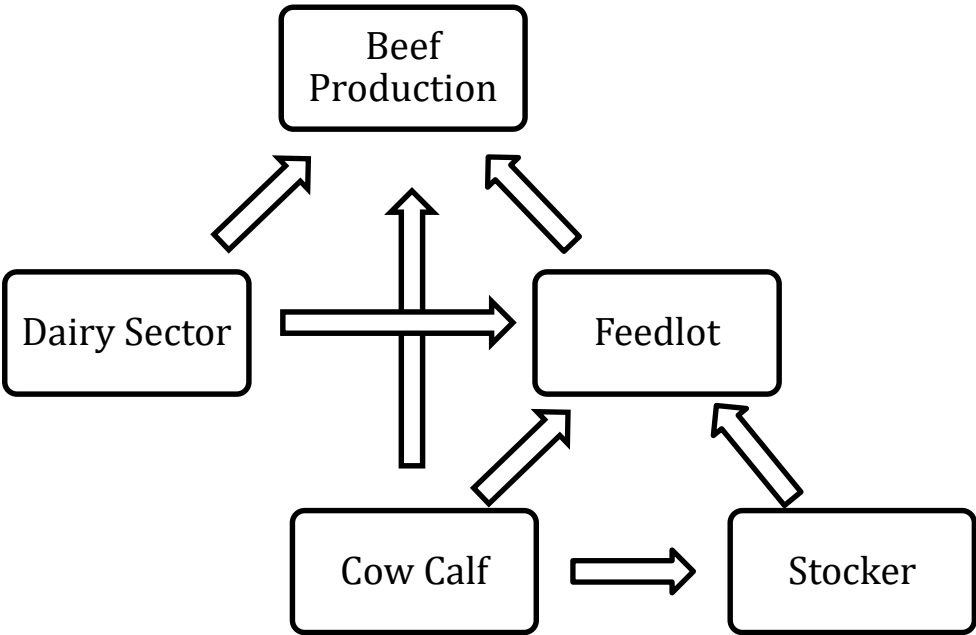 Beef
Production
Dairy Sector
Feedlot
Cow Calf
Stocker